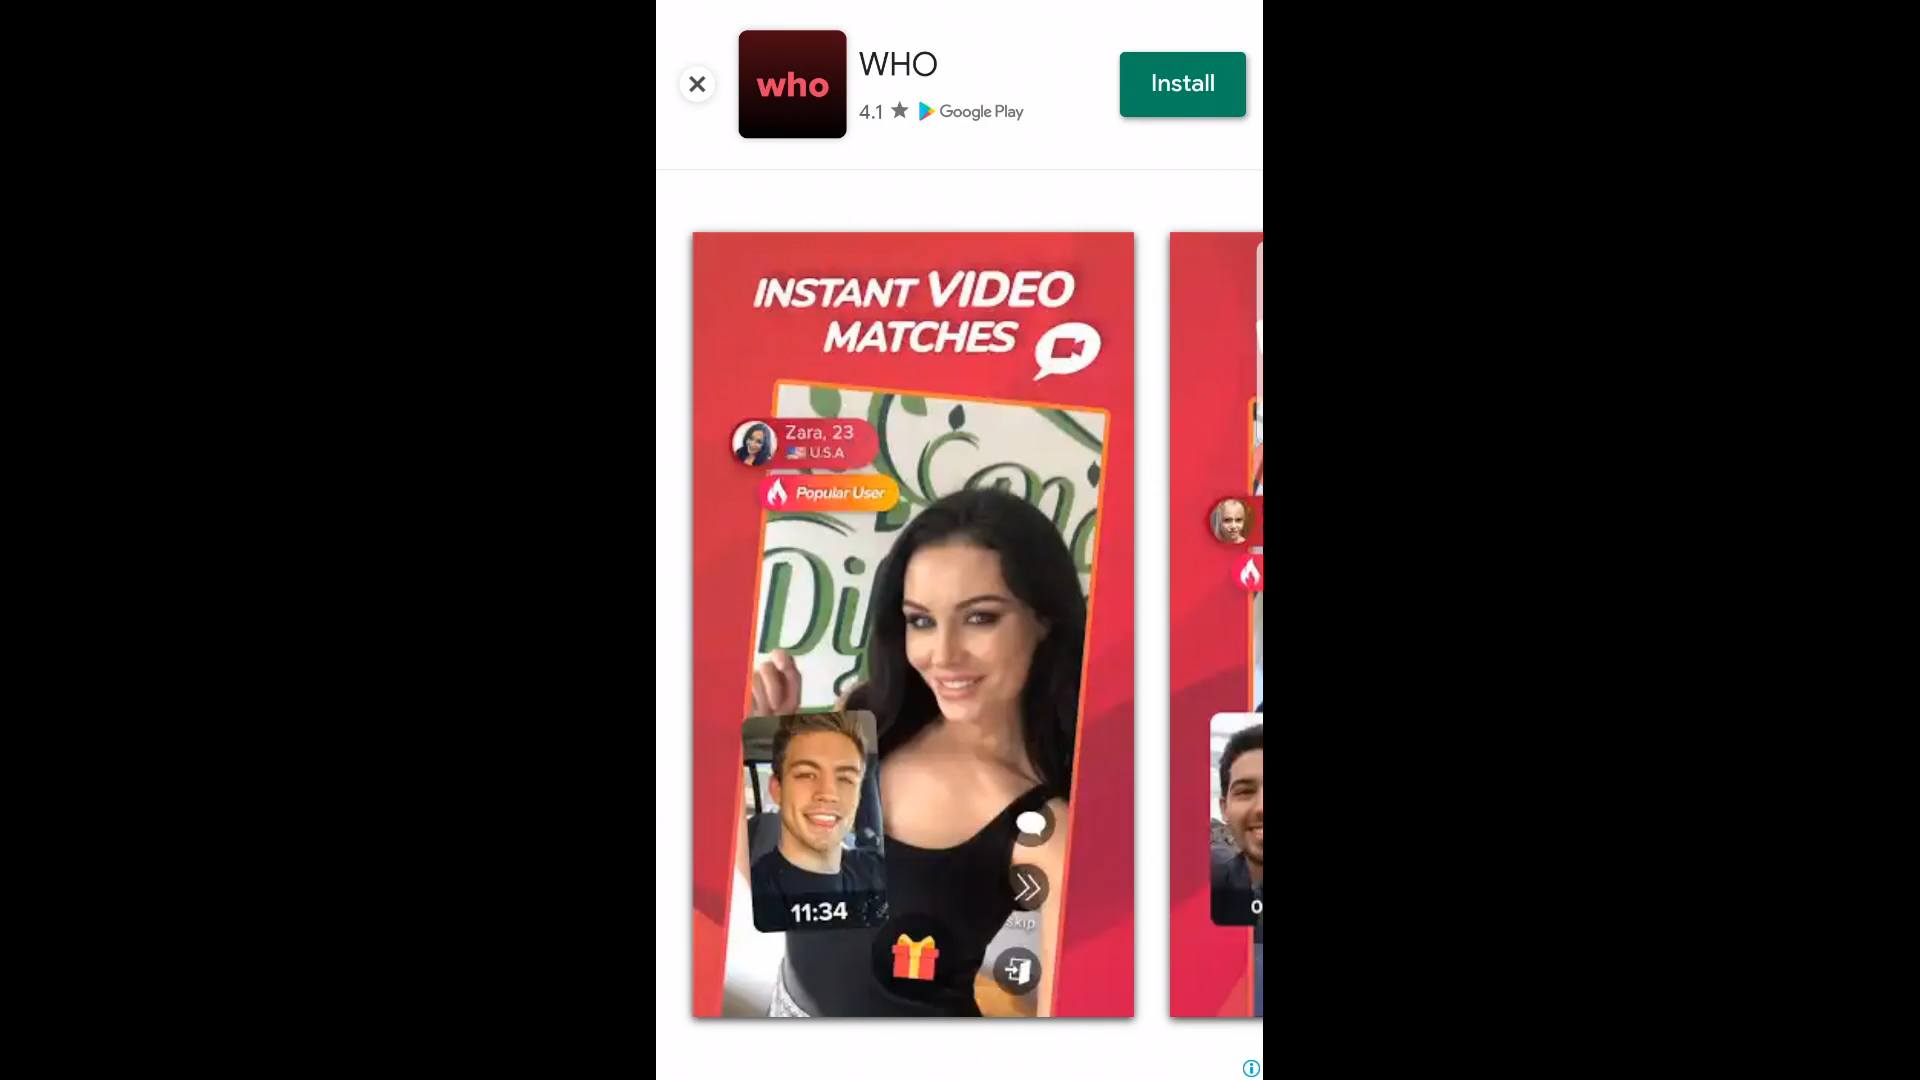 who
WHO
4.1 ★ Google Play
Install
INSTANT VIDEO
MATCHES
Zara, 23
U.S.A
Popular User
11:34
skip